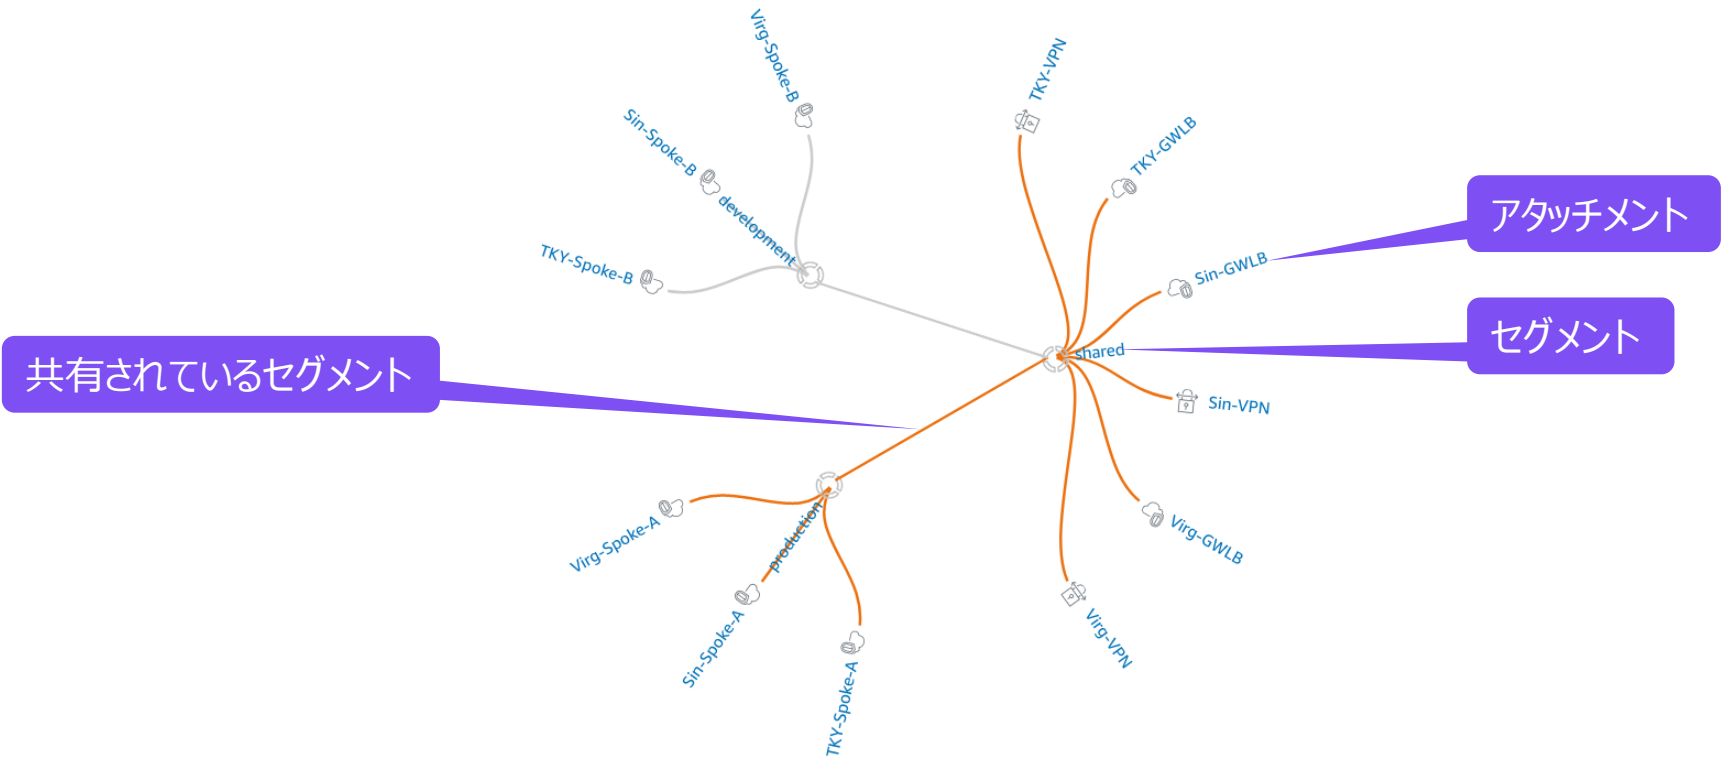 Virg-Spoke-B
TKY-VPN
Sin-Spoke-B
TKY-GWLB
development
アタッチメント
TKY-Spoke-B
Sin-GWLB
セグメント
shared
共有されているセグメント
Sin-VPN
production
Virg-Spoke-A
Virg-GWLB
Sin-Spoke-A
Virg-VPN
TKY-Spoke-A